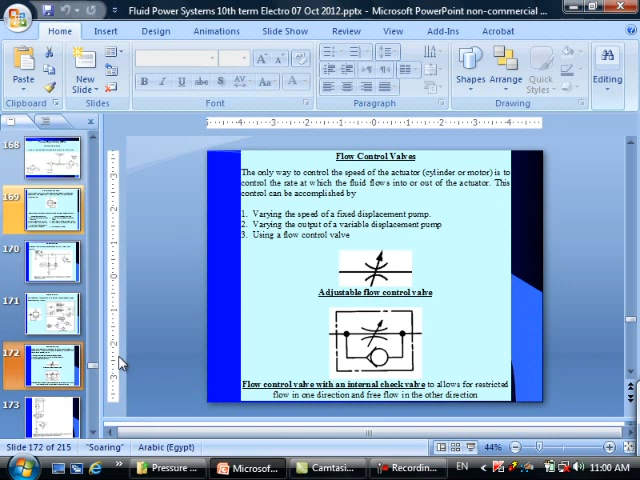 Fluid Power Systems 10th term Electro 07 Oct 2012.pptx - Microsoft PowerPoint non-commercial ...
Home Insert Design Animations Slide Show Review View Add-Ins Acrobat
Paste
New
Slide
B I U abc S AV Aa A
Shapes Arrange Quick
Styles
Editing
Clipboard Slides Font Paragraph Drawing
168
169
170
171
172
173
Flow Control Valves
The only way to control the speed of the actuator (cylinder or motor) is to
control the rate at which the fluid flows into or out of the actuator. This
control can be accomplished by
1. Varying the speed of a fixed displacement pump.
2. Varying the output of a variable displacement pump
3. Using a flow control valve
Adjustable flow control valve
Flow control valve with an internal check valve to allows for restricted
flow in one direction and free flow in the other direction
Slide 172 of 215 "Soaring" Arabic (Egypt) 44%
Pressure ... Microsof... Camtasi... Recordin... EN 11:00 AM